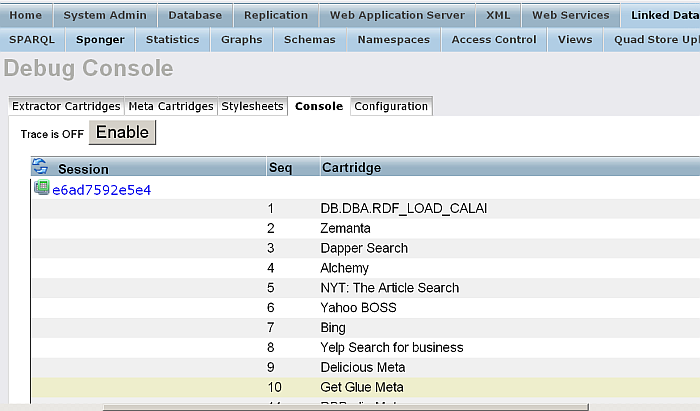 Home System Admin Database Replication Web Application Server XML Web Services Linked Data
SPARQL Sponger Statistics Graphs Schemas Namespaces Access Control Views Quad Store Upl
Debug Console
Extractor Cartridges Meta Cartridges Stylesheets Console Configuration
Trace is OFF Enable
Session Seq Cartridge
e6ad7592e5e4
1 DB.DBA.RDF_LOAD_CALAI
2 Zemanta
3 Dapper Search
4 Alchemy
5 NYT: The Article Search
6 Yahoo BOSS
7 Bing
8 Yelp Search for business
9 Delicious Meta
10 Get Glue Meta